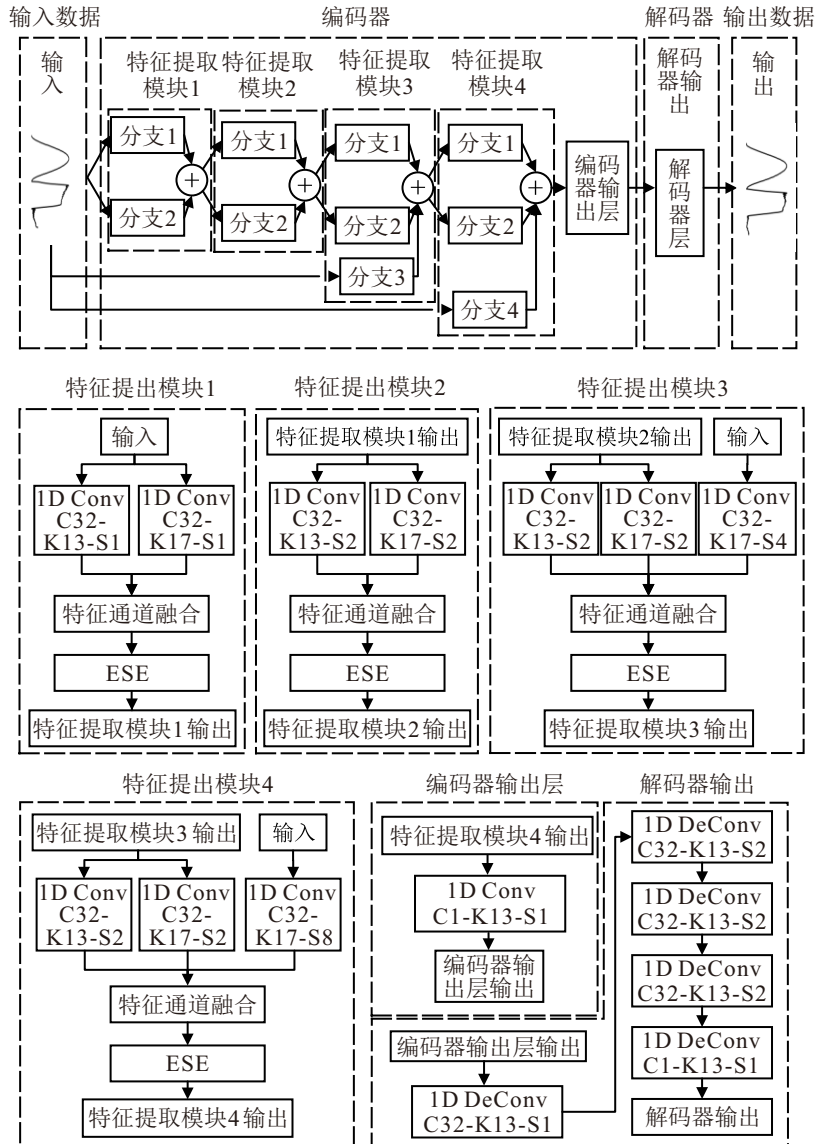 输入数据
编码器
解码器
输出数据
输
入
特征提取
模块1
特征提取
模块2
特征提取
模块3
特征提取
模块4
解码
器输
出
输
出
分支1
分支1
分支1
分支1
+
+
+
+
分支2
分支2
分支2
分支2
分支3
分支4
编码
器输
出层
解
码
器
层
特征提出模块1
输入
1D Conv
C32-
K13-S1
1D Conv
C32-
K17-S1
特征通道融合
ESE
特征提取模块1输出
特征提出模块2
特征提取模块1输出
1D Conv
C32-
K13-S2
1D Conv
C32-
K17-S2
特征通道融合
ESE
特征提取模块2输出
特征提出模块3
特征提取模块2输出
输入
1D Conv
C32-
K13-S2
1D Conv
C32-
K17-S2
1D Conv
C32-
K17-S4
特征通道融合
ESE
特征提取模块3输出
特征提出模块4
特征提取模块3输出
输入
1D Conv
C32-
K13-S2
1D Conv
C32-
K17-S2
1D Conv
C32-
K17-S8
特征通道融合
ESE
特征提取模块4输出
编码器输出层
特征提取模块4输出
1D Conv
C1-K13-S1
编码器输
出层输出
解码器输出
编码器输出层输出
1D DeConv
C32-K13-S1
1D DeConv
C32-K13-S2
1D DeConv
C32-K13-S2
1D DeConv
C32-K13-S2
1D DeConv
C1-K13-S1
解码器输出